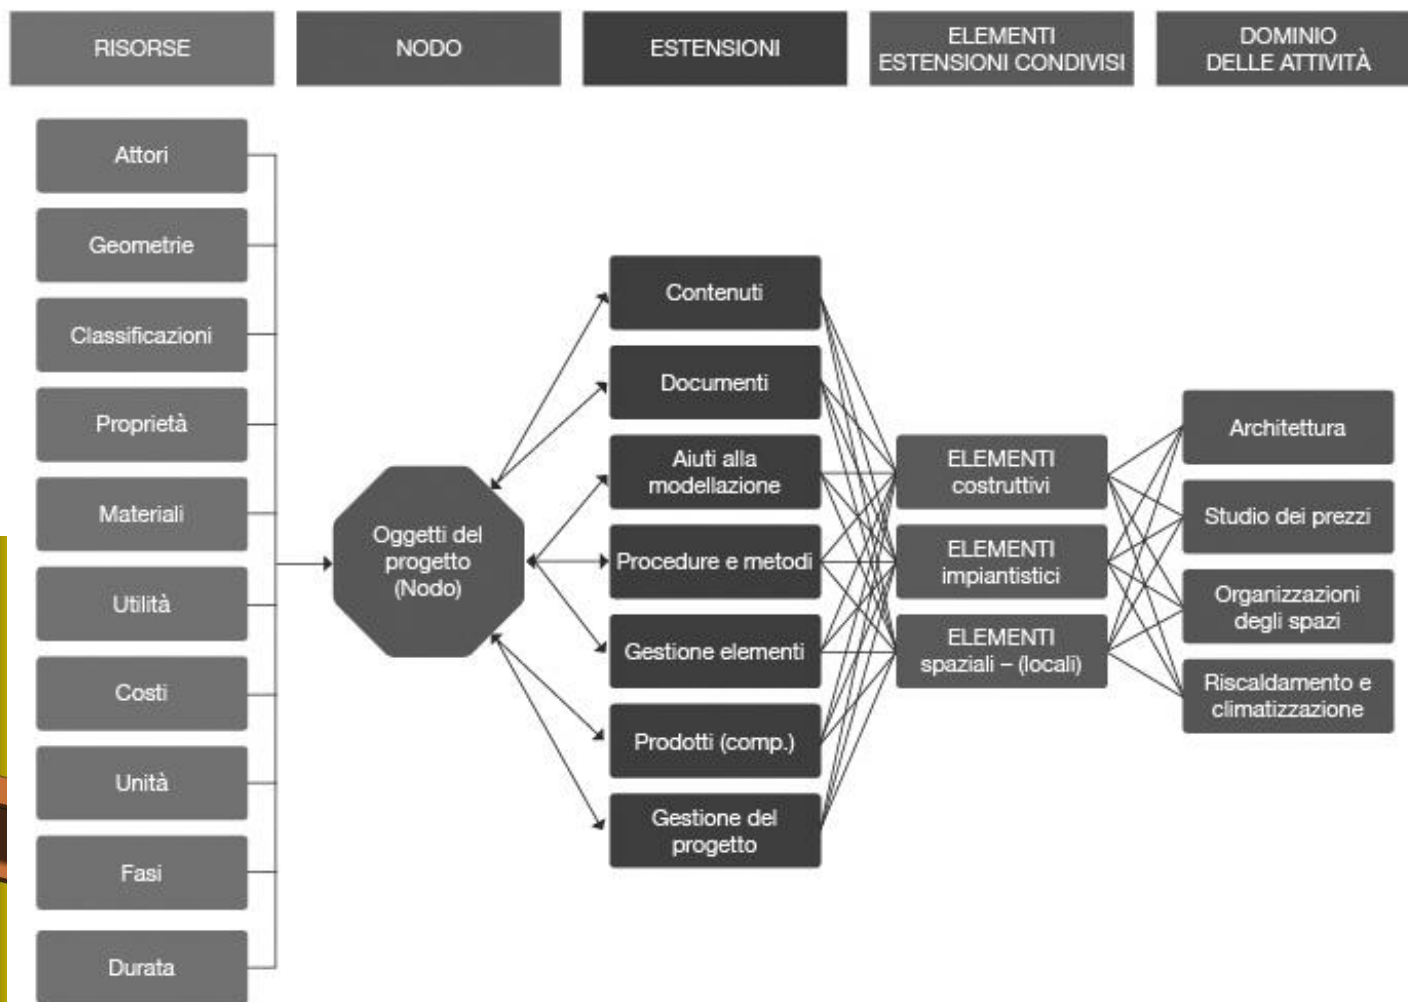 RISORSE
NODO
ESTENSIONI
ELEMENTI
ESTENSIONI CONDIVISI
DOMINIO
DELLE ATTIVITÀ
Attori
Geometrie
Classificazioni
Proprietà
Materiali
Utilità
Costi
Unità
Fasi
Durata
Oggetti del
progetto
(Nodo)
Contenuti
Documenti
Aiuti alla
modellazione
Procedure e metodi
Gestione elementi
Prodotti (comp.)
Gestione del
progetto
ELEMENTI
costruttivi
ELEMENTI
impiantistici
ELEMENTI
spaziali – (locali)
Architettura
Studio dei prezzi
Organizzazioni
degli spazi
Riscaldamento e
climatizzazione